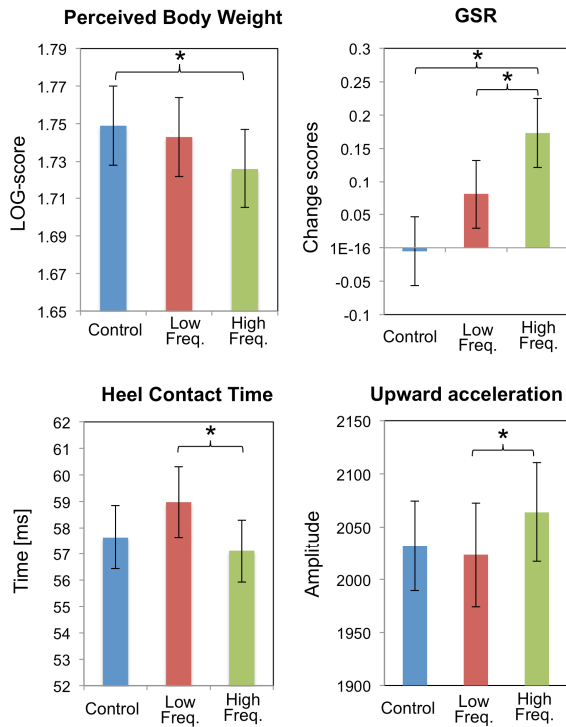 Perceived Body Weight
LOG-score
1.79
1.77
1.75
1.73
1.71
1.69
1.67
1.65
*
Control
Low
Freq.
High
Freq.
GSR
Change scores
0.3
0.25
0.2
0.15
0.1
0.05
1E-16
-0.05
-0.1
*
*
Control
Low
Freq.
High
Freq.
Heel Contact Time
Time [ms]
62
61
60
59
58
57
56
55
54
53
52
*
Control
Low
Freq.
High
Freq.
Upward acceleration
Amplitude
2150
2100
2050
2000
1950
1900
*
Control
Low
Freq.
High
Freq.